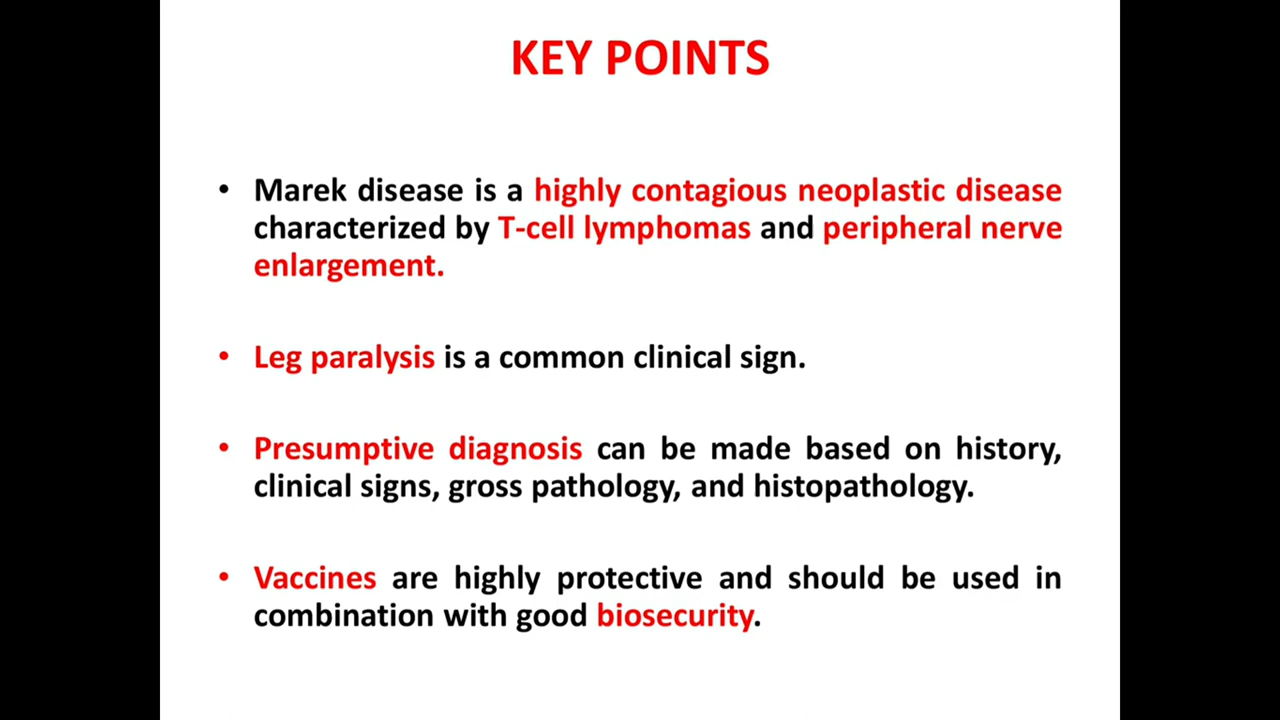 KEY POINTS
• Marek disease is a highly contagious neoplastic disease
characterized by T-cell lymphomas and peripheral nerve
enlargement.
• Leg paralysis is a common clinical sign.
• Presumptive diagnosis can be made based on history,
clinical signs, gross pathology, and histopathology.
• Vaccines are highly protective and should be used in
combination with good biosecurity.